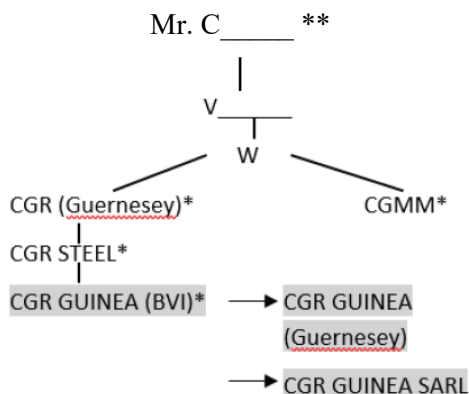 Mr. C_____ **
V_____
W
CGR (Guernesey)*
CGMM*
CGR STEEL*
CGR GUINEA (BVI)*
CGR GUINEA
(Guernesey)
CGR GUINEA SARL